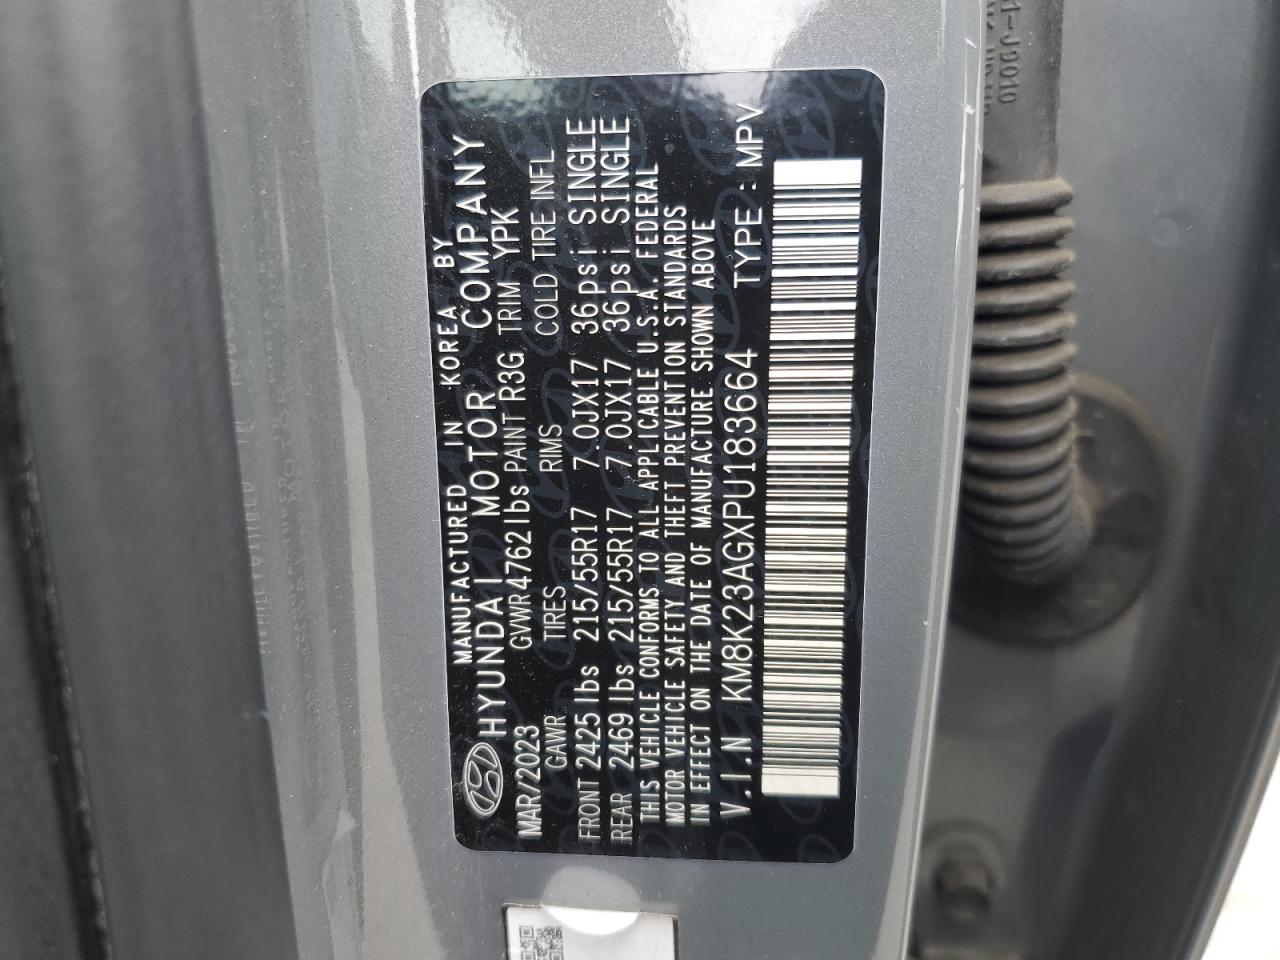 MANUFACTURED IN KOREA BY
HYUNDAI MOTOR COMPANY
MAR/2023 GVWR 4762lbs PAINT R3G TRIM YPK
GAWR TIRES RIMS COLD TIRE INFL
FRONT 2425 lbs 215/55R17 7.0JX17 36psi SINGLE
REAR 2469 lbs 215/55R17 7.0JX17 36psi SINGLE
THIS VEHICLE CONFORMS TO ALL APPLICABLE U.S.A. FEDERAL
MOTOR VEHICLE SAFETY AND THEFT PREVENTION STANDARDS
IN EFFECT ON THE DATE OF MANUFACTURE SHOWN ABOVE
V.I.N KM8K23AGXPU183664 TYPE: MPV
1-J9010